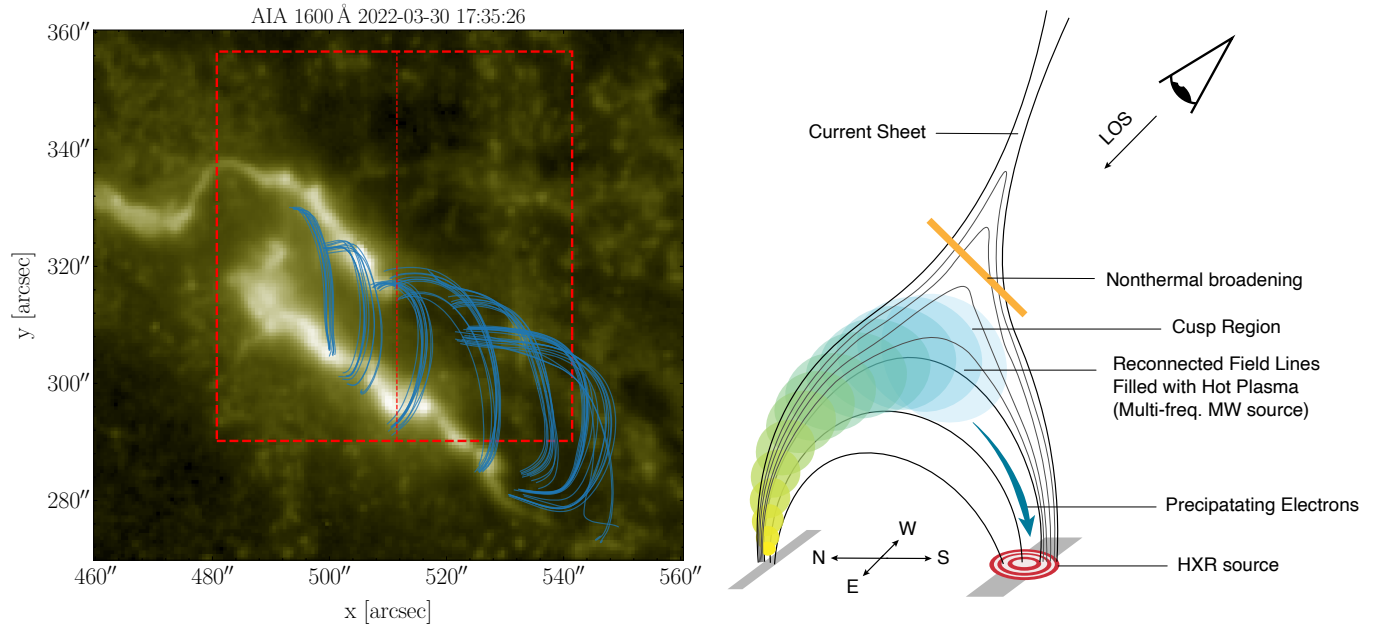 AIA 1600 Å 2022-03-30 17:35:26
360″
340″
320″
300″
280″
y [arcsec]
460″ 480″ 500″ 520″ 540″ 560″
x [arcsec]
Current Sheet
LOS
Nonthermal broadening
Cusp Region
Reconnected Field Lines
Filled with Hot Plasma
(Multi-freq. MW source)
Precipatating Electrons
HXR source
N
W
S
E